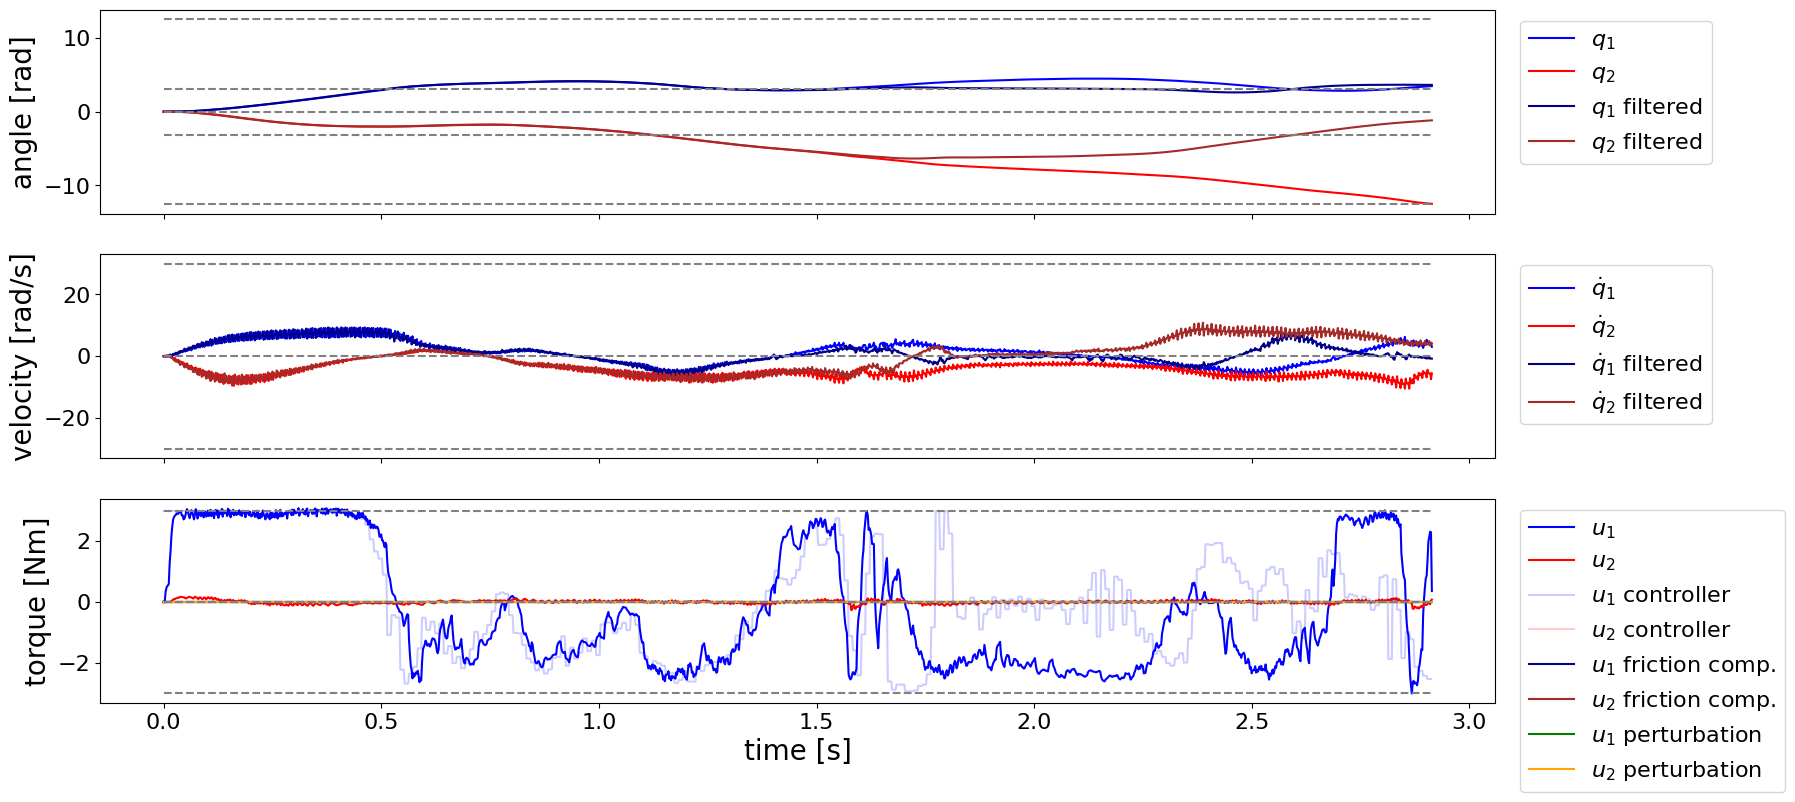 angle [rad]
10
0
−10
q₁
q₂
q₁ filtered
q₂ filtered
velocity [rad/s]
20
0
−20
q̇₁
q̇₂
q̇₁ filtered
q̇₂ filtered
torque [Nm]
2
0
−2
0.0 0.5 1.0 1.5 2.0 2.5 3.0
time [s]
u₁
u₂
u₁ controller
u₂ controller
u₁ friction comp.
u₂ friction comp.
u₁ perturbation
u₂ perturbation